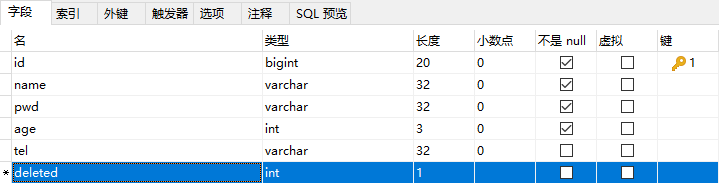 字段 索引 外键 触发器 选项 注释 SQL 预览
名 类型 长度 小数点 不是 null 虚拟 键
id bigint 20 0 1
name varchar 32 0
pwd varchar 32 0
age int 3 0
tel varchar 32 0
* deleted int 1